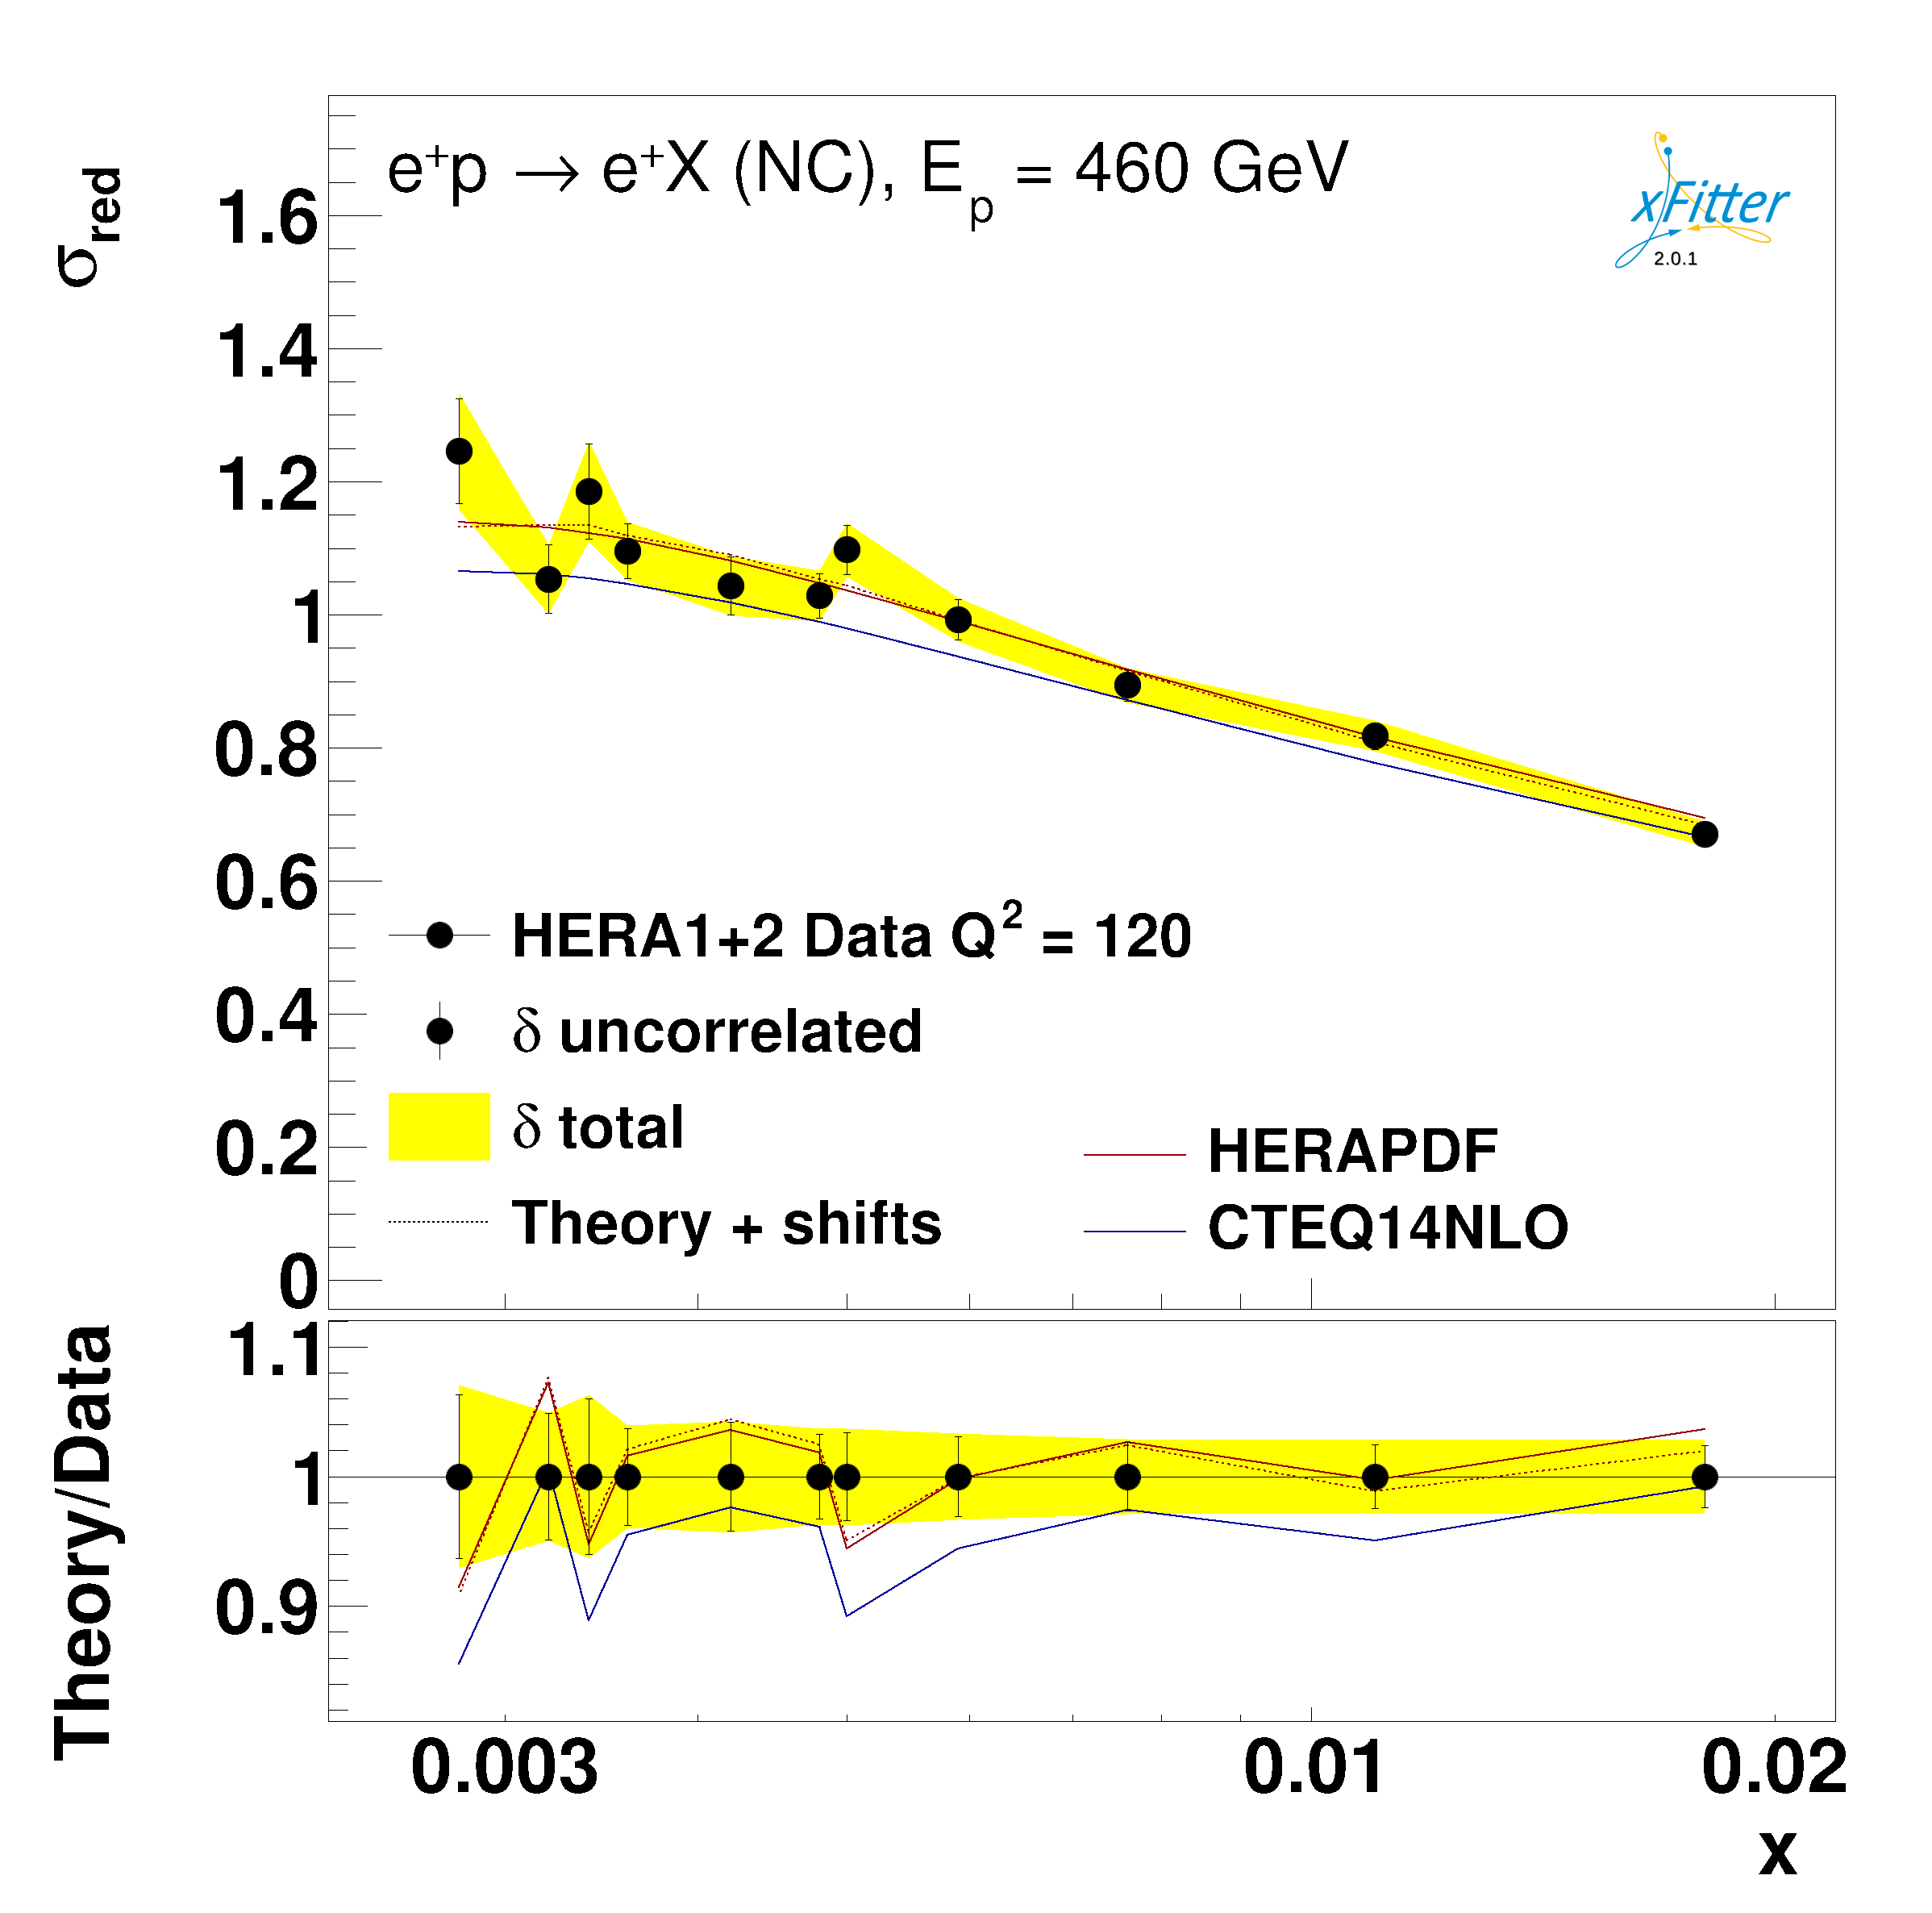 σred
e+p → e+X (NC), Ep = 460 GeV
xFitter
2.0.1
1.6
1.4
1.2
1
0.8
0.6
0.4
0.2
0
HERA1+2 Data Q2 = 120
δ uncorrelated
δ total
Theory + shifts
HERAPDF
CTEQ14NLO
Theory/Data
1.1
1
0.9
0.003
0.01
0.02
x